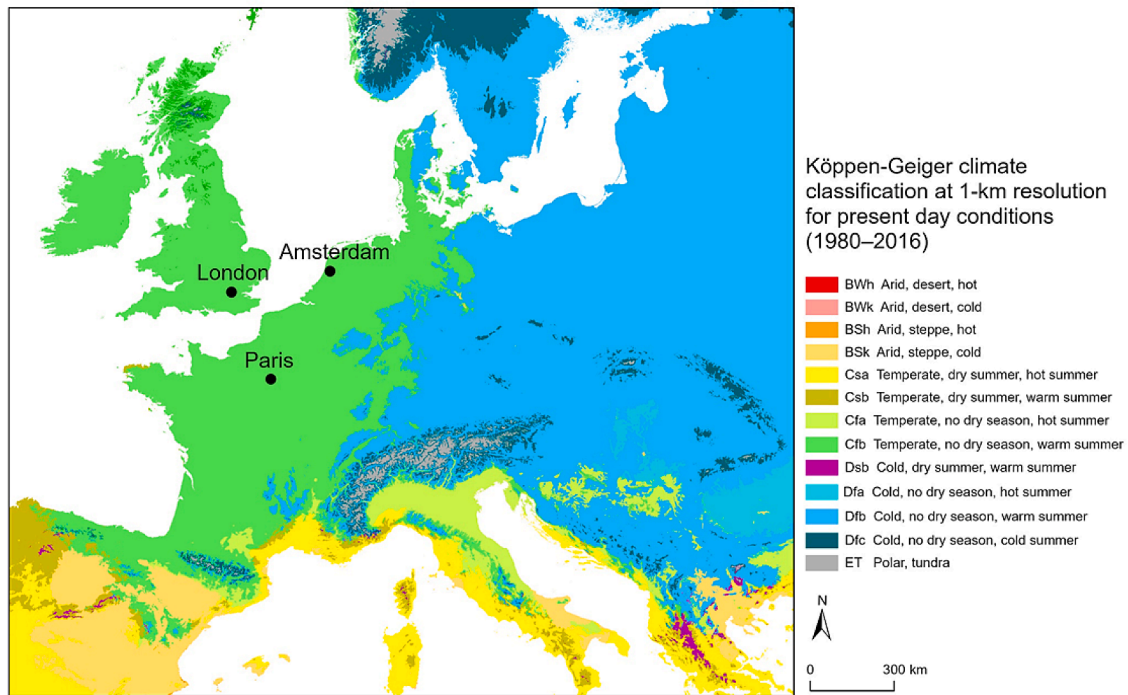 Amsterdam
London
Paris
Köppen-Geiger climate
classification at 1-km resolution
for present day conditions
(1980–2016)
BWh Arid, desert, hot
BWk Arid, desert, cold
BSh Arid, steppe, hot
BSk Arid, steppe, cold
Csa Temperate, dry summer, hot summer
Csb Temperate, dry summer, warm summer
Cfa Temperate, no dry season, hot summer
Cfb Temperate, no dry season, warm summer
Dsb Cold, dry summer, warm summer
Dfa Cold, no dry season, hot summer
Dfb Cold, no dry season, warm summer
Dfc Cold, no dry season, cold summer
ET Polar, tundra
N
0 300 km